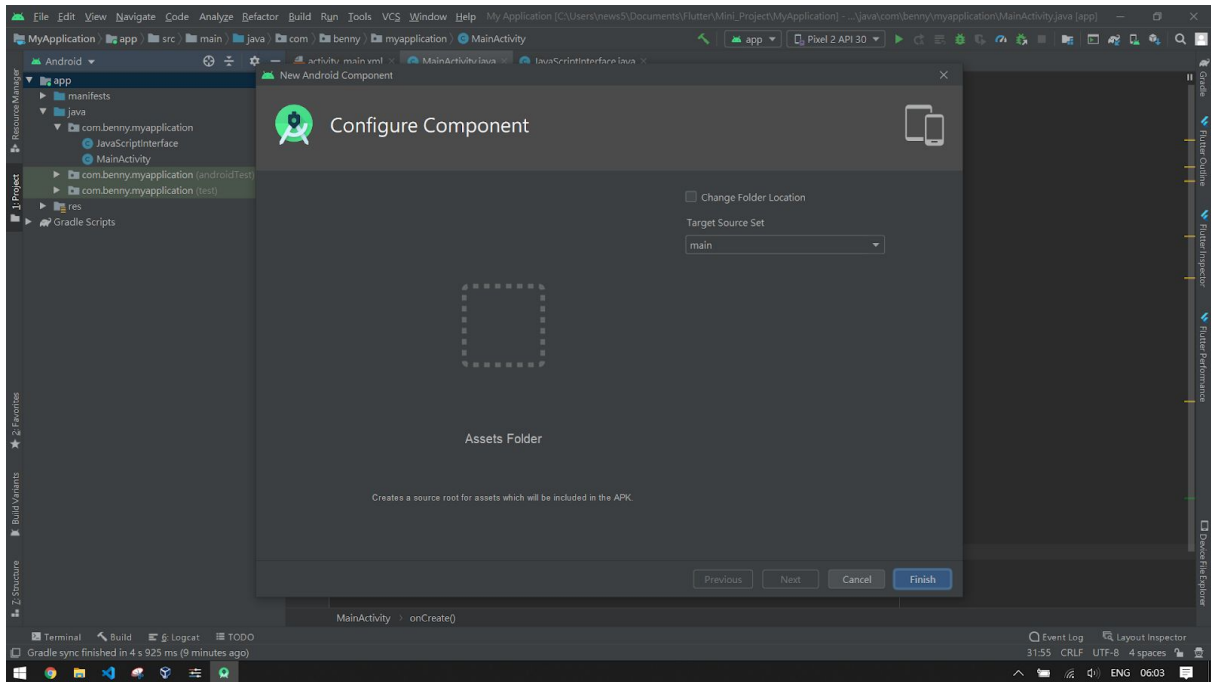 File Edit View Navigate Code Analyze Refactor Build Run Tools VCS Window Help My Application [C:\Users\news5\Documents\Flutter\Mini_Project\MyApplication] - ...\java\com\benny\myapplication\MainActivity.java [app]
MyApplication app src main java com benny myapplication MainActivity app Pixel 2 API 30
Android activity_main.xml MainActivity.java JavaScriptInterface.java
New Android Component
Configure Component
app
manifests
java
com.benny.myapplication
JavaScriptInterface
MainActivity
com.benny.myapplication (androidTest)
com.benny.myapplication (test)
res
Gradle Scripts
Resource Manager
1: Project
2: Favorites
Build Variants
Z: Structure
Change Folder Location
Target Source Set
main
Assets Folder
Creates a source root for assets which will be included in the APK.
Previous Next Cancel Finish
Gradle
Flutter Outline
Flutter Inspector
Flutter Performance
Device File Explorer
MainActivity onCreate()
Terminal Build 6: Logcat TODO Event Log Layout Inspector
Gradle sync finished in 4 s 925 ms (9 minutes ago) 31:55 CRLF UTF-8 4 spaces
ENG 06:03